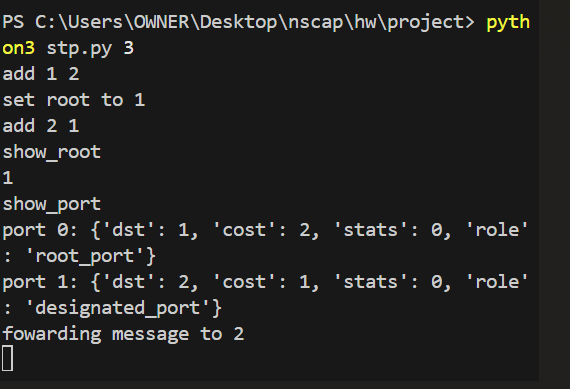 PS C:\Users\OWNER\Desktop\nscap\hw\project> pyth
on3 stp.py 3
add 1 2
set root to 1
add 2 1
show_root
1
show_port
port 0: {'dst': 1, 'cost': 2, 'stats': 0, 'role'
: 'root_port'}
port 1: {'dst': 2, 'cost': 1, 'stats': 0, 'role'
: 'designated_port'}
fowarding message to 2